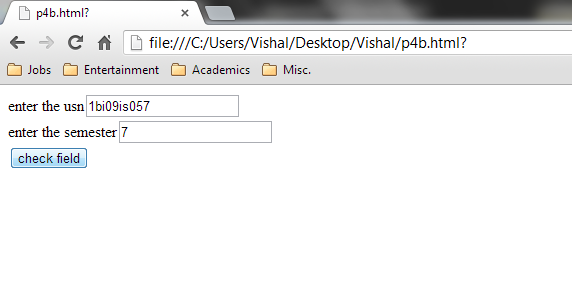 p4b.html?
file:///C:/Users/Vishal/Desktop/Vishal/p4b.html?
Jobs Entertainment Academics Misc.
enter the usn 1bi09is057
enter the semester 7
check field